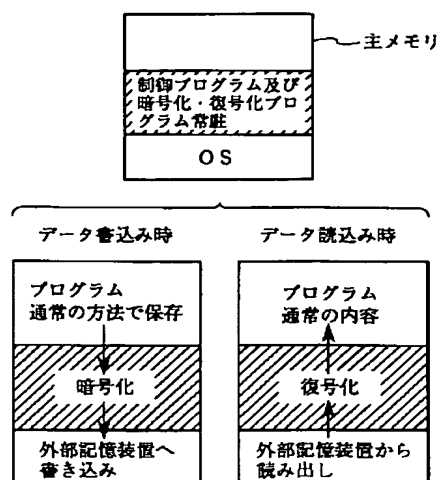 主メモリ
制御プログラム及び
暗号化・復号化プロ
グラム常駐
OS
データ書込み時
データ読込み時
プログラム
通常の方法で保存
暗号化
外部記憶装置へ
書き込み
プログラム
通常の内容
復号化
外部記憶装置から
読み出し